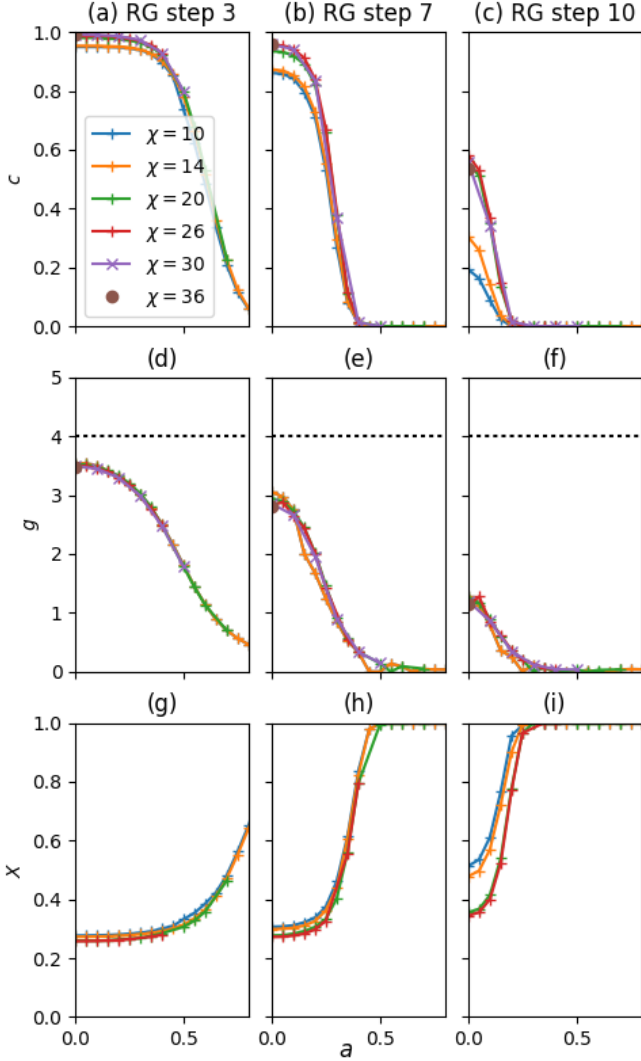 (a) RG step 3 (b) RG step 7 (c) RG step 10
1.0
0.8
0.6
0.4
0.2
0.0
c
χ = 10
χ = 14
χ = 20
χ = 26
χ = 30
χ = 36
(d) (e) (f)
5
4
3
2
1
0
g
(g) (h) (i)
1.0
0.8
0.6
0.4
0.2
0.0
X
0.0 0.5 0.0 0.5 0.0 0.5
a